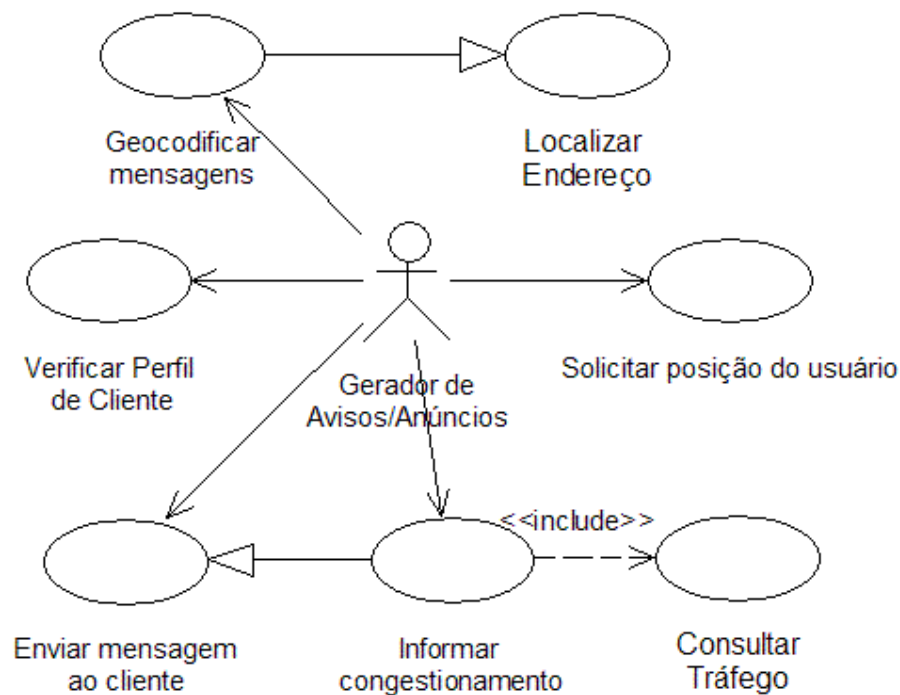 Geocodificar
mensagens
Localizar
Endereço
Verificar Perfil
de Cliente
Gerador de
Avisos/Anúncios
Solicitar posição do usuário
<<include>>
Enviar mensagem
ao cliente
Informar
congestionamento
Consultar
Tráfego